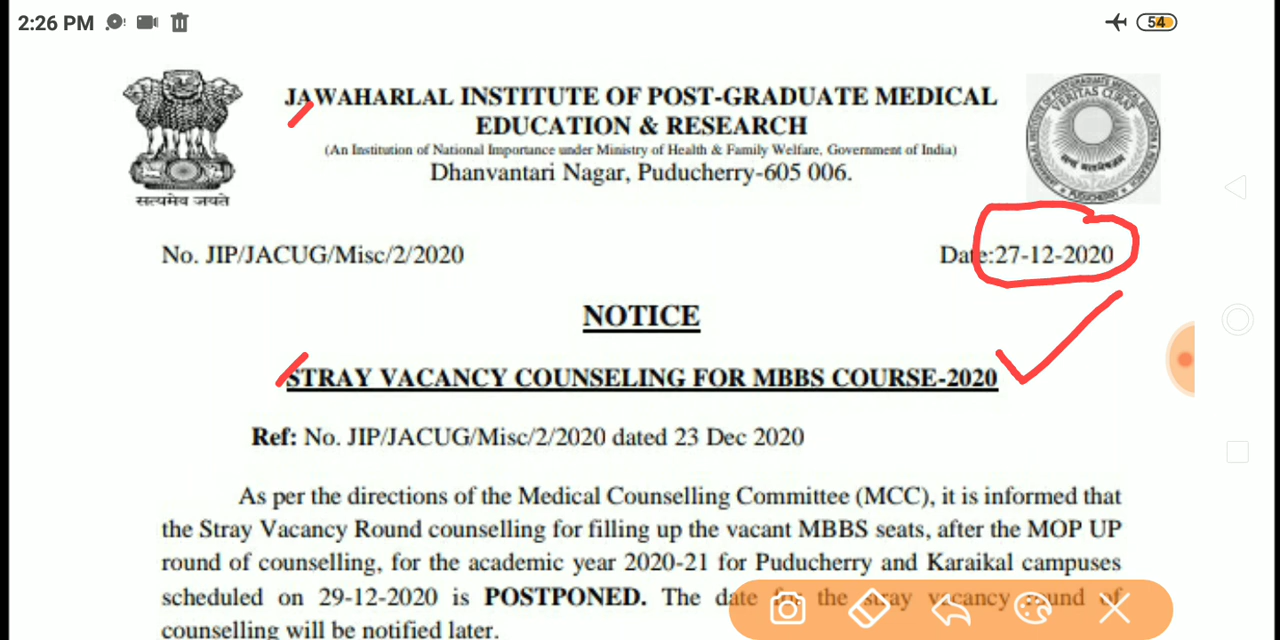 2:26 PM
54
JAWAHARLAL INSTITUTE OF POST-GRADUATE MEDICAL
EDUCATION & RESEARCH
(An Institution of National Importance under Ministry of Health & Family Welfare, Government of India)
Dhanvantari Nagar, Puducherry-605 006.
सत्यमेव जयते
VERITAS CURAT
No. JIP/JACUG/Misc/2/2020
Date:27-12-2020
NOTICE
STRAY VACANCY COUNSELING FOR MBBS COURSE-2020
Ref: No. JIP/JACUG/Misc/2/2020 dated 23 Dec 2020
As per the directions of the Medical Counselling Committee (MCC), it is informed that
the Stray Vacancy Round counselling for filling up the vacant MBBS seats, after the MOP UP
round of counselling, for the academic year 2020-21 for Puducherry and Karaikal campuses
scheduled on 29-12-2020 is POSTPONED. The date for the stray vacancy round of
counselling will be notified later.